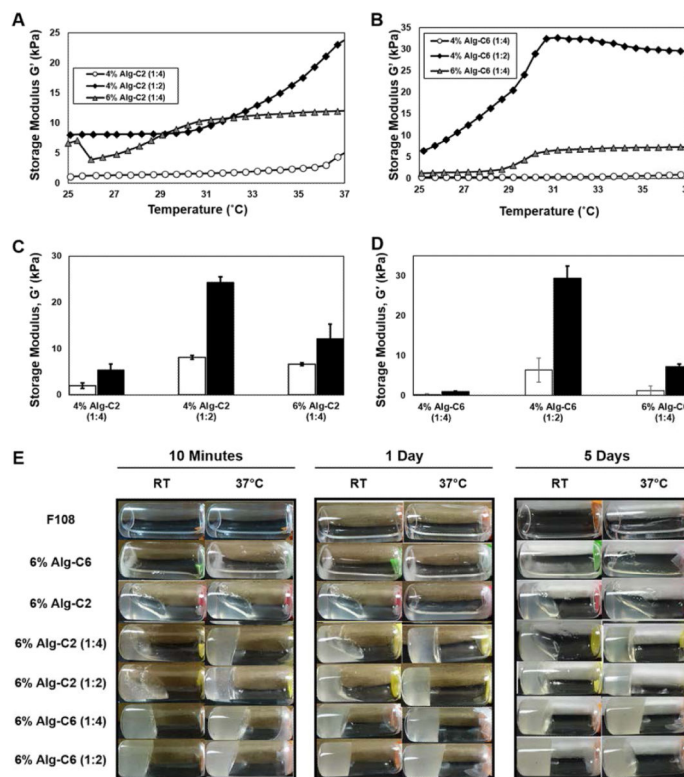 A
Storage Modulus G' (kPa)
25
20
15
10
5
0
4% Alg-C2 (1:4)
4% Alg-C2 (1:2)
6% Alg-C2 (1:4)
25 27 29 31 33 35 37
Temperature (˚C)
B
Storage Modulus G' (kPa)
35
30
25
20
15
10
5
0
4% Alg-C6 (1:4)
4% Alg-C6 (1:2)
6% Alg-C6 (1:4)
25 27 29 31 33 35 3
Temperature (˚C)
C
Storage Modulus, G' (kPa)
30
20
10
0
4% Alg-C2 4% Alg-C2 6% Alg-C2
(1:4) (1:2) (1:4)
D
Storage Modulus, G' (kPa)
30
20
10
0
4% Alg-C6 4% Alg-C6 6% Alg-C6
(1:4) (1:2) (1:4)
E
10 Minutes 1 Day 5 Days
RT 37°C RT 37°C RT 37°C
F108
6% Alg-C6
6% Alg-C2
6% Alg-C2 (1:4)
6% Alg-C2 (1:2)
6% Alg-C6 (1:4)
6% Alg-C6 (1:2)